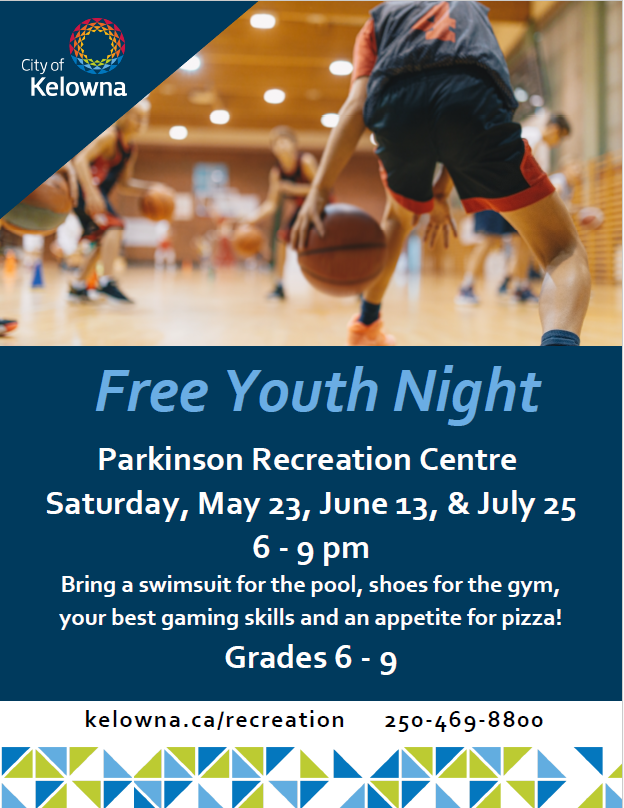 City of
Kelowna
Free Youth Night
Parkinson Recreation Centre
Saturday, May 23, June 13, & July 25
6 - 9 pm
Bring a swimsuit for the pool, shoes for the gym,
your best gaming skills and an appetite for pizza!
Grades 6 - 9
kelowna.ca/recreation 250-469-8800